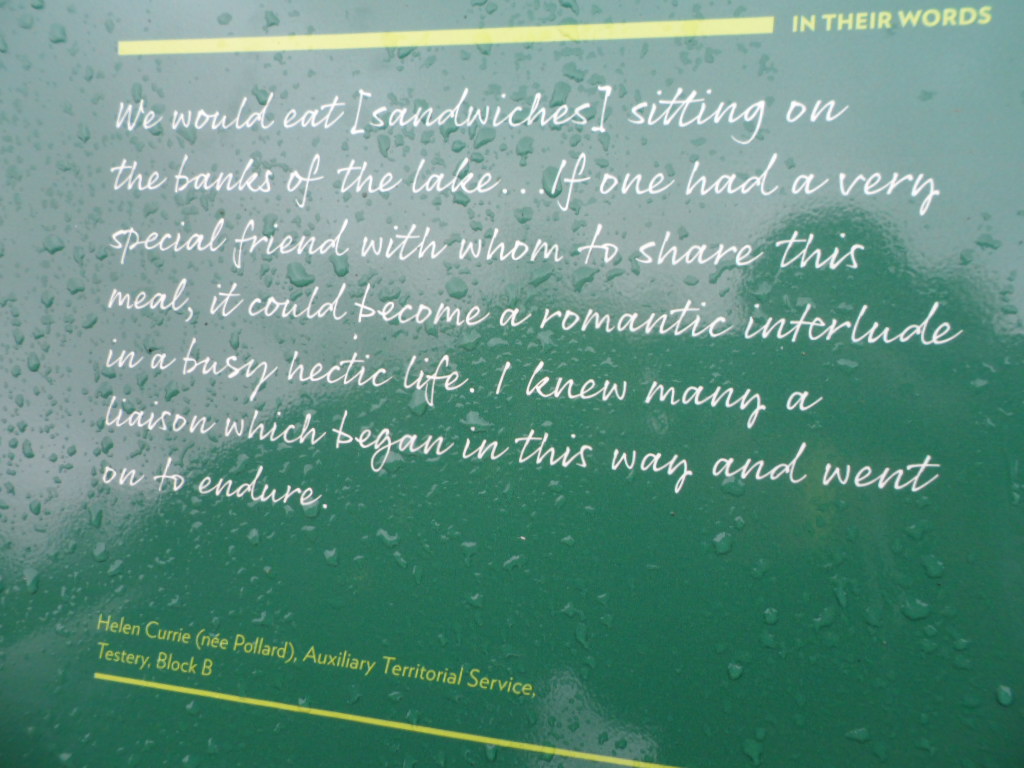 IN THEIR WORDS
We would eat [sandwiches] sitting on
the banks of the lake...If one had a very
special friend with whom to share this
meal, it could become a romantic interlude
in a busy hectic life. I knew many a
liaison which began in this way and went
on to endure.
Helen Currie (née Pollard), Auxiliary Territorial Service,
Testery, Block B